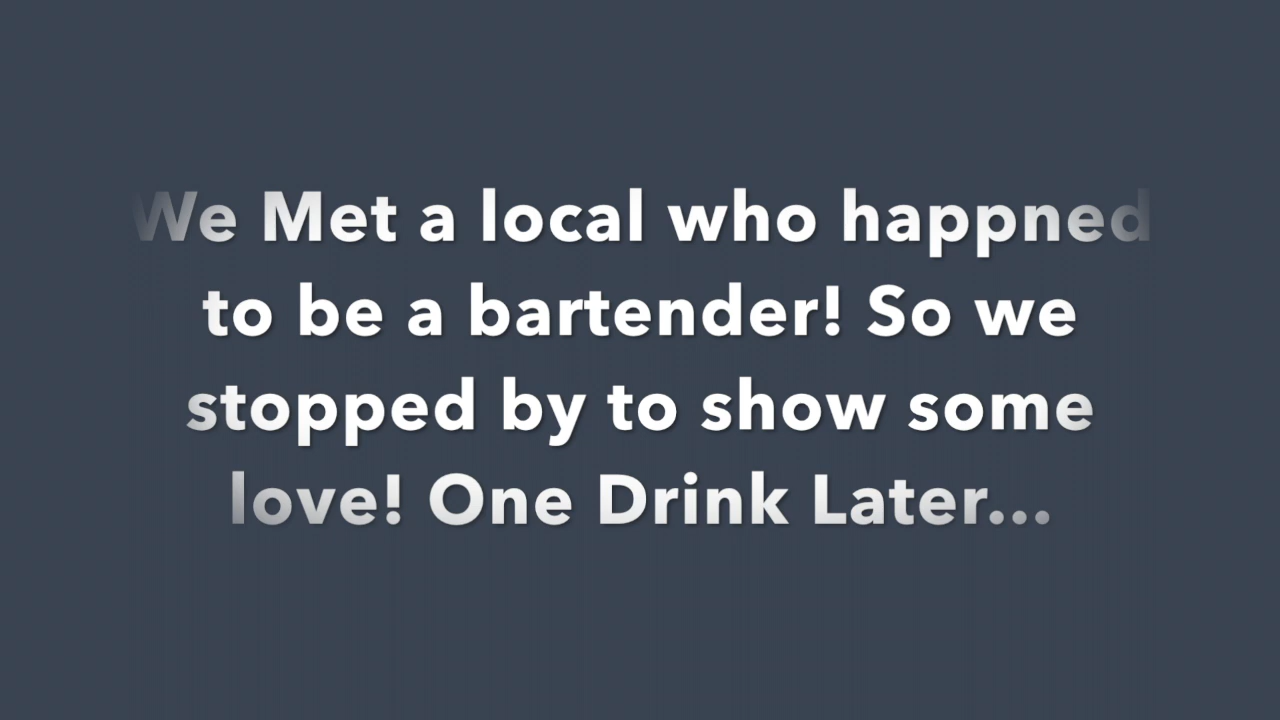 We Met a local who happned
to be a bartender! So we
stopped by to show some
love! One Drink Later...